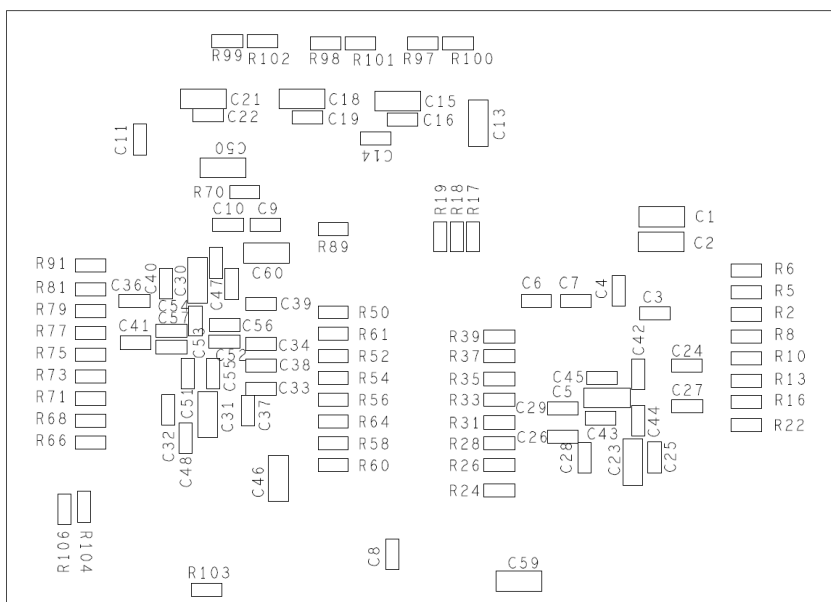 R99 R102 R98 R101 R97 R100
C21 C18 C15
C22 C19 C16 C13
C11 C14
C50
R70
C10 C9 R89 R19 R18 R17 C1
C2
C60
R91 C40 C30 C47 R6
R81 C36 C6 C7 C4 R5
R79 C54 C39 R50 C3 R2
R77 C41 C57 C53 C56 R61 R39 R8
R75 C52 C34 R52 R37 C42 C24 R10
R73 C38 R54 R35 C45 R13
R71 C51 C55 C33 R56 R33 C5 C27 R16
R68 C32 C31 C37 R64 R31 C29 C43 C44 R22
R66 C48 R58 R28 C26
C46 R60 R26 C28 C23 C25
R24
R106 R104
C8 C59
R103